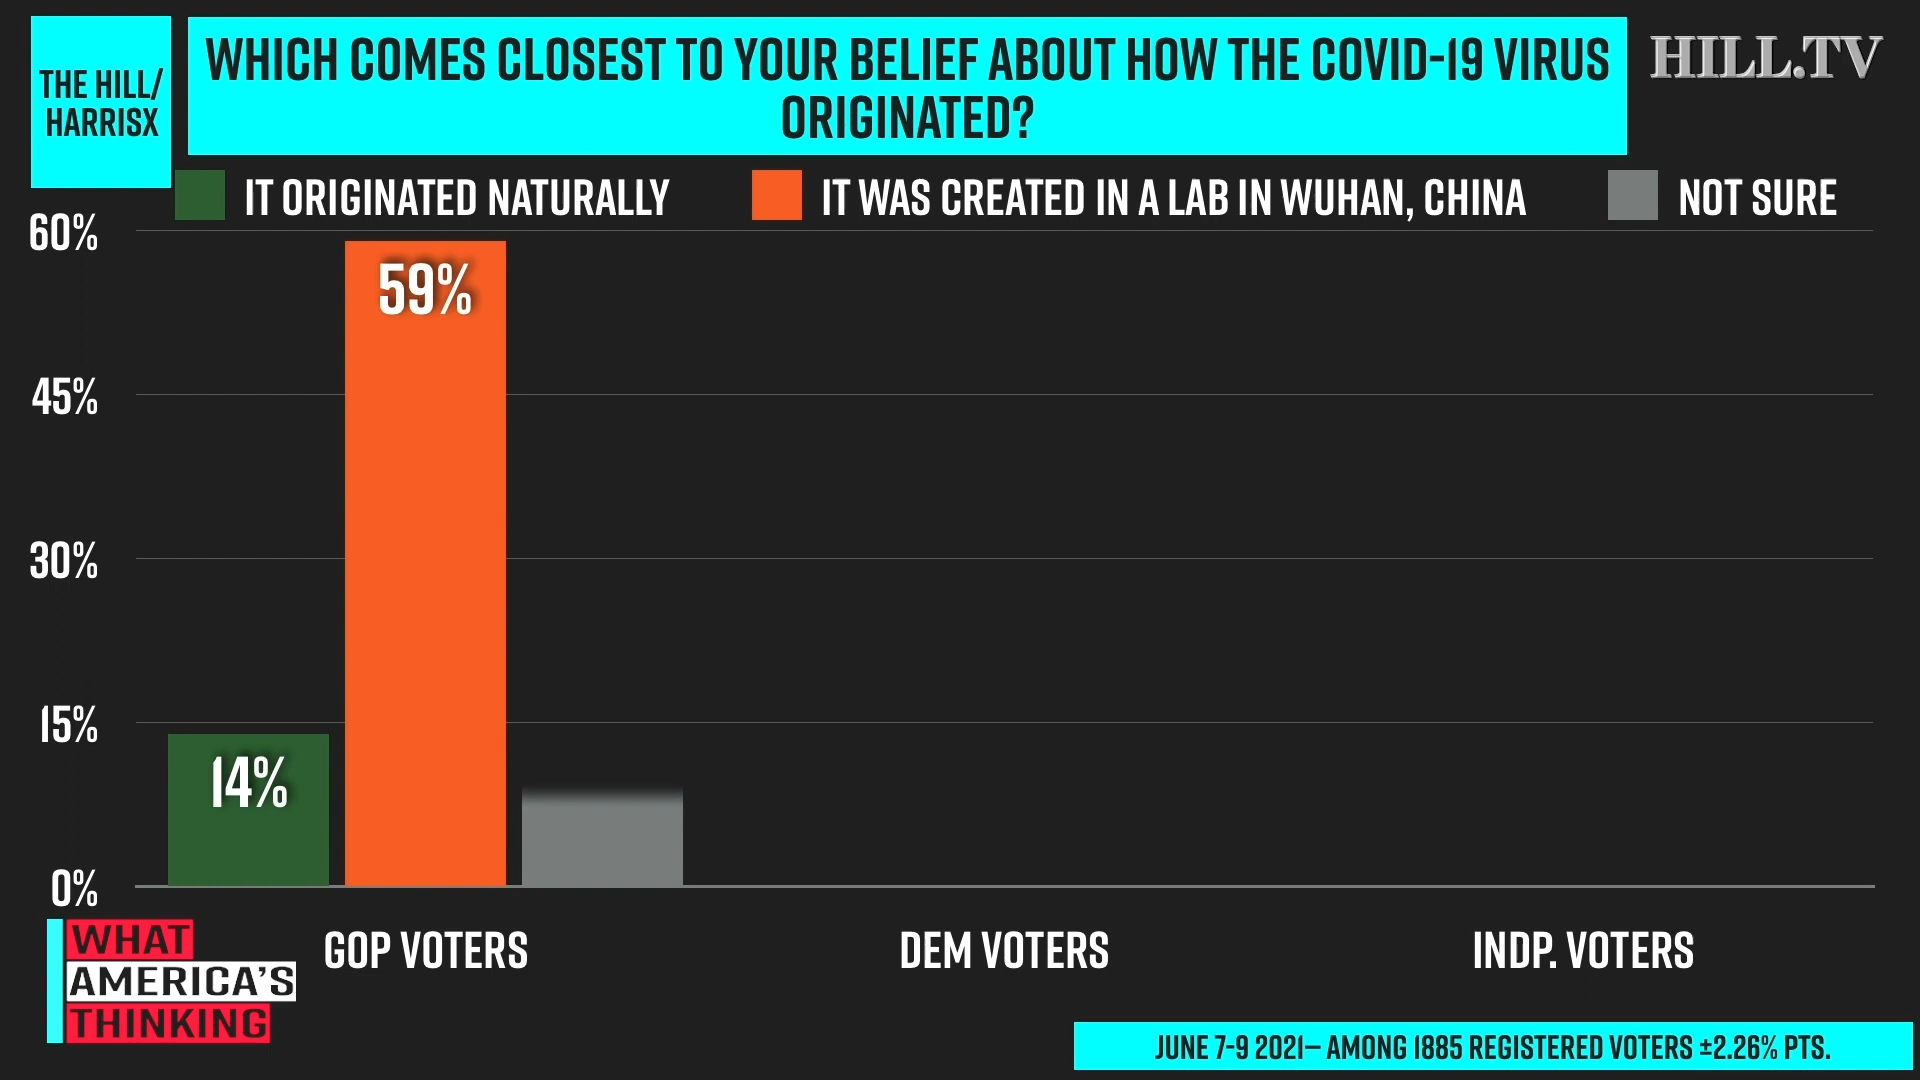 THE HILL/
HARRISX
WHICH COMES CLOSEST TO YOUR BELIEF ABOUT HOW THE COVID-19 VIRUS
ORIGINATED?
HILL.TV
IT ORIGINATED NATURALLY
IT WAS CREATED IN A LAB IN WUHAN, CHINA
NOT SURE
60%
59%
45%
30%
15%
14%
0%
GOP VOTERS
DEM VOTERS
INDP. VOTERS
WHAT
AMERICA'S
THINKING
JUNE 7-9 2021– AMONG 1885 REGISTERED VOTERS ±2.26% PTS.